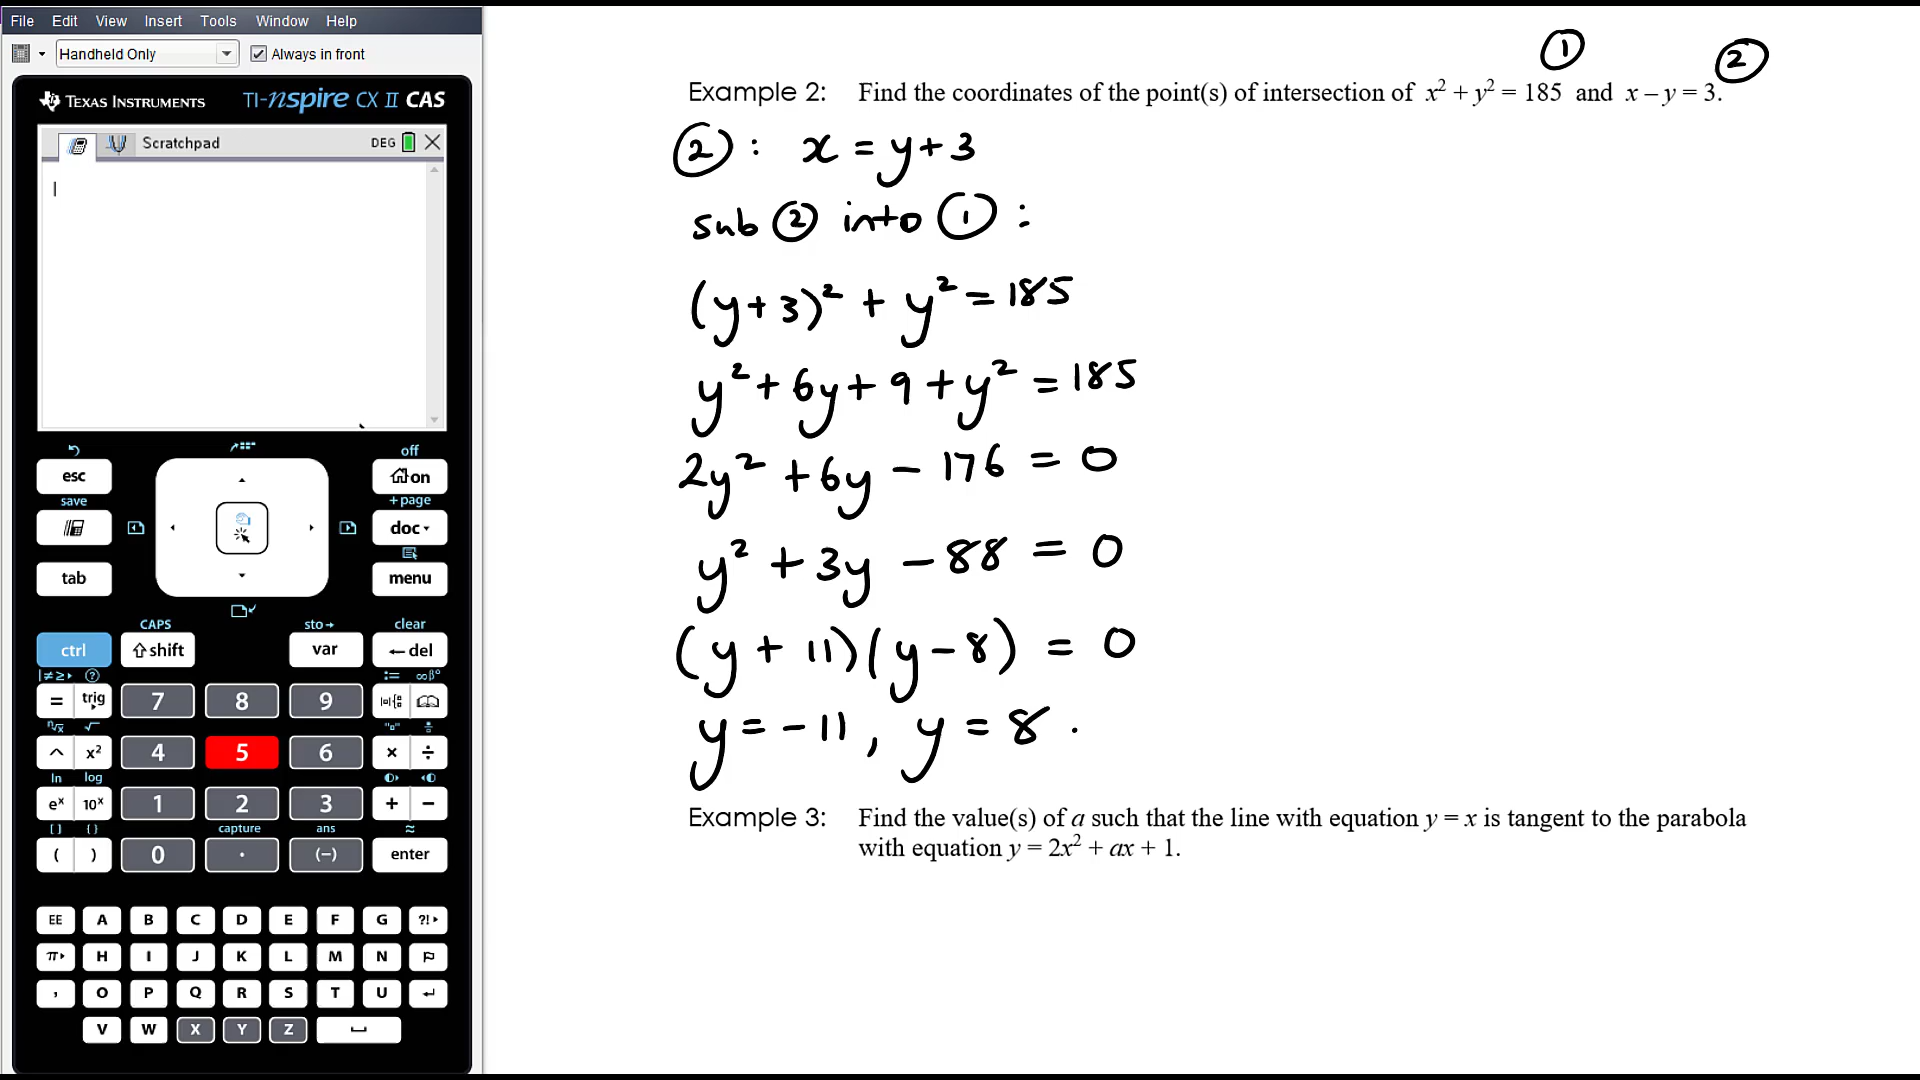 File Edit View Insert Tools Window Help
Handheld Only Always in front
TEXAS INSTRUMENTS TI-nspire CX II CAS
Scratchpad DEG
off
esc on
save + page
doc
tab menu
CAPS sto→ clear
ctrl ⇧shift var ←del
|≠≥▸ ? := ∞β°
= trig 7 8 9
ⁿ√x √ "▫" ÷
^ x² 4 5 6 × ÷
ln log
eˣ 10ˣ 1 2 3 + −
[ ] { } capture ans ≈
( ) 0 . (−) enter
EE A B C D E F G ?!▸
π▸ H I J K L M N
, O P Q R S T U ↵
V W X Y Z
① ②
Example 2: Find the coordinates of the point(s) of intersection of x² + y² = 185 and x – y = 3.
② : x = y+3
sub ② into ① :
(y+3)² + y² = 185
y² + 6y + 9 + y² = 185
2y² + 6y − 176 = 0
y² + 3y − 88 = 0
(y + 11)(y − 8) = 0
y = −11 , y = 8 .
Example 3: Find the value(s) of a such that the line with equation y = x is tangent to the parabola
with equation y = 2x² + ax + 1.